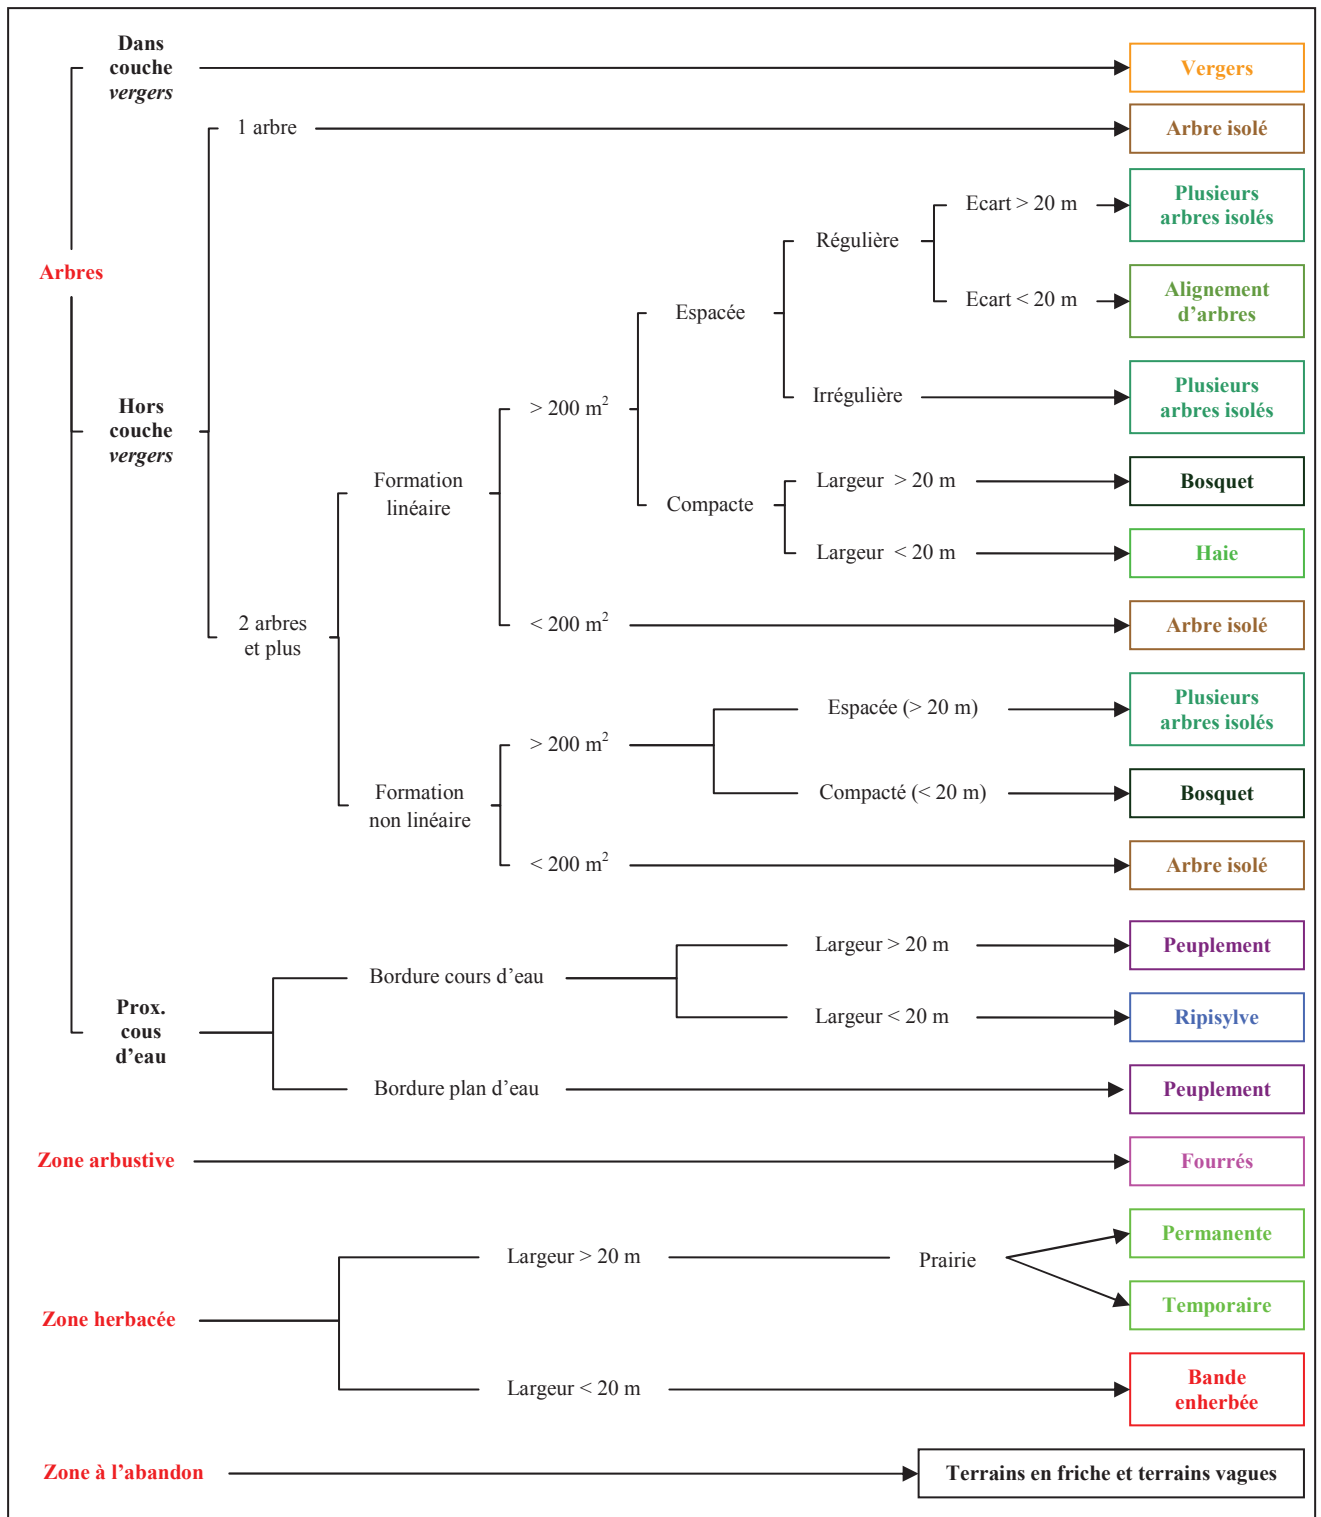 Dans
couche
vergers
Vergers
1 arbre
Arbre isolé
Plusieurs
arbres isolés
Ecart > 20 m
Régulière
Arbres
Alignement
d’arbres
Ecart < 20 m
Espacée
Plusieurs
arbres isolés
Irrégulière
Hors
couche
vergers
> 200 m²
Bosquet
Largeur > 20 m
Formation
linéaire
Compacte
Haie
Largeur < 20 m
2 arbres
et plus
< 200 m²
Arbre isolé
Plusieurs
arbres isolés
Espacée (> 20 m)
> 200 m²
Bosquet
Compacté (< 20 m)
Formation
non linéaire
< 200 m²
Arbre isolé
Largeur > 20 m
Peuplement
Bordure cours d’eau
Prox.
cous
d’eau
Largeur < 20 m
Ripisylve
Bordure plan d’eau
Peuplement
Zone arbustive
Fourrés
Permanente
Largeur > 20 m
Prairie
Temporaire
Zone herbacée
Largeur < 20 m
Bande
enherbée
Zone à l’abandon
Terrains en friche et terrains vagues